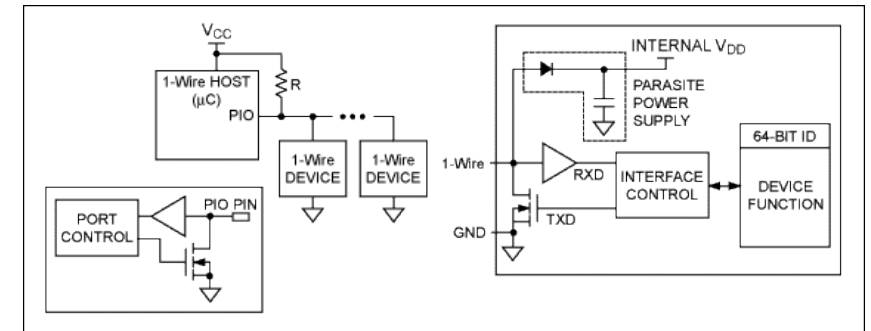 VCC
1-Wire HOST
(µC)
PIO
R
1-Wire
DEVICE
1-Wire
DEVICE
PORT
CONTROL
PIO PIN
INTERNAL VDD
PARASITE
POWER
SUPPLY
1-Wire
RXD
TXD
GND
INTERFACE
CONTROL
64-BIT ID
DEVICE
FUNCTION